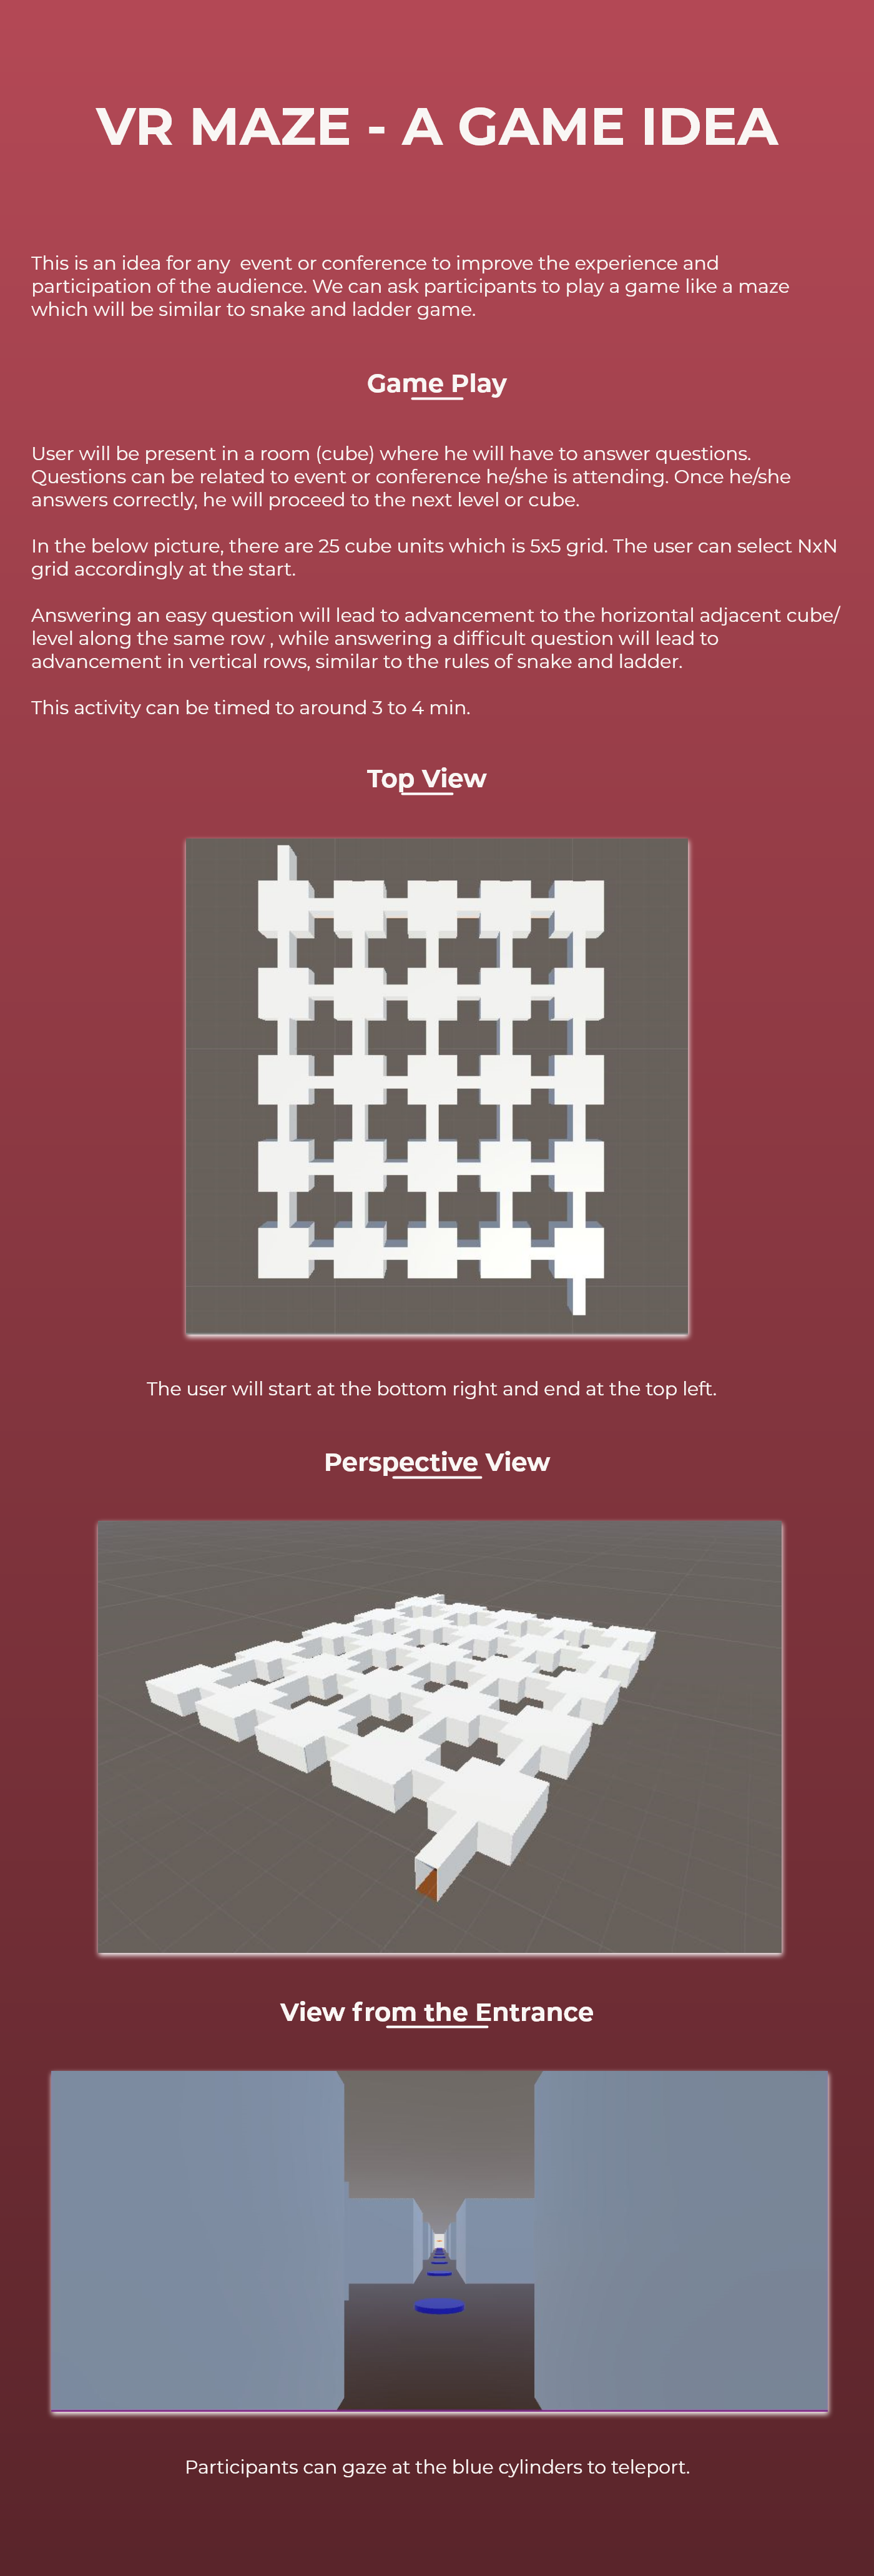 VR MAZE - A GAME IDEA
This is an idea for any  event or conference to improve the experience and
participation of the audience. We can ask participants to play a game like a maze
which will be similar to snake and ladder game.
Game Play
User will be present in a room (cube) where he will have to answer questions.
Questions can be related to event or conference he/she is attending. Once he/she
answers correctly, he will proceed to the next level or cube.
In the below picture, there are 25 cube units which is 5x5 grid. The user can select NxN
grid accordingly at the start.
Answering an easy question will lead to advancement to the horizontal adjacent cube/
level along the same row , while answering a difficult question will lead to
advancement in vertical rows, similar to the rules of snake and ladder.
This activity can be timed to around 3 to 4 min.
Top View
The user will start at the bottom right and end at the top left.
Perspective View
View from the Entrance
Participants can gaze at the blue cylinders to teleport.